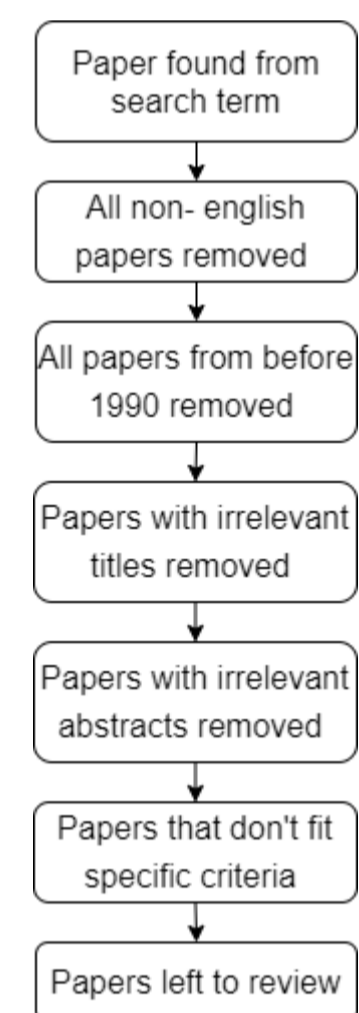 Paper found from
search term
All non- english
papers removed
All papers from before
1990 removed
Papers with irrelevant
titles removed
Papers with irrelevant
abstracts removed
Papers that don't fit
specific criteria
Papers left to review